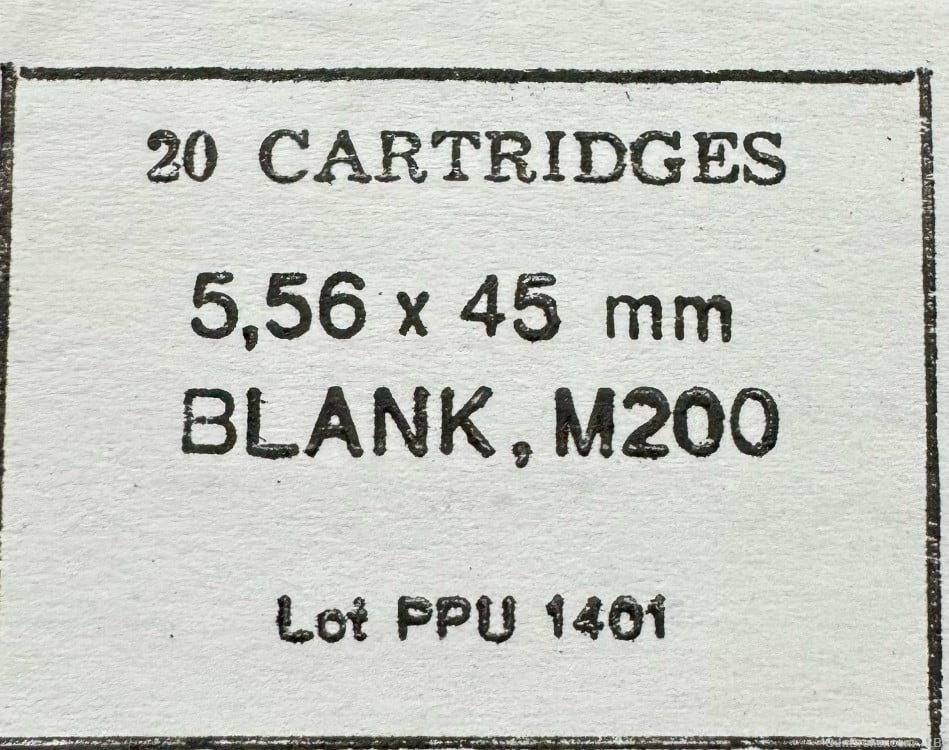 20 CARTRIDGES
5,56 x 45 mm
BLANK, M200
Lot PPU 1401